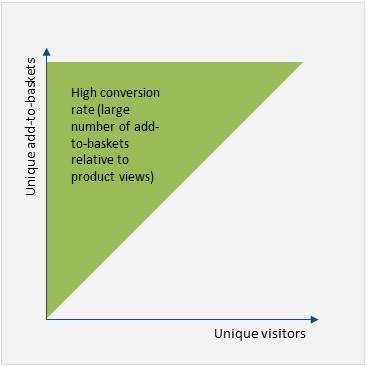 Unique add-to-baskets
High conversion
rate (large
number of add-
to-baskets
relative to
product views)
Unique visitors